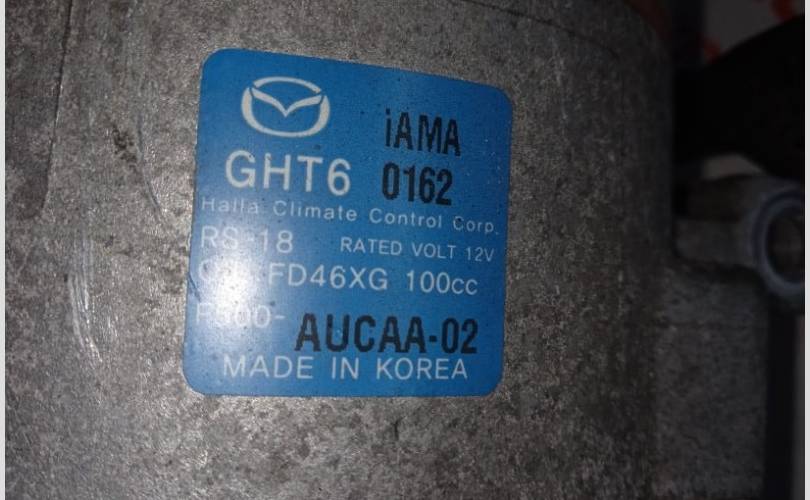 iAMA
GHT6 0162
Halla Climate Control Corp.
RS-18 RATED VOLT 12V
FD46XG 100cc
F500-AUCAA-02
MADE IN KOREA